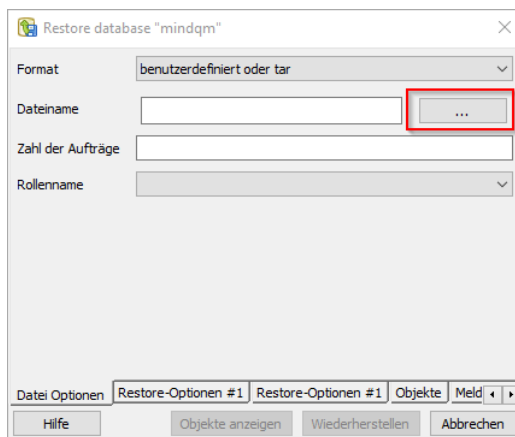 Restore database "mindqm"
Format benutzerdefiniert oder tar
Dateiname ...
Zahl der Aufträge
Rollenname
Datei Optionen Restore-Optionen #1 Restore-Optionen #1 Objekte Meld
Hilfe Objekte anzeigen Wiederherstellen Abbrechen